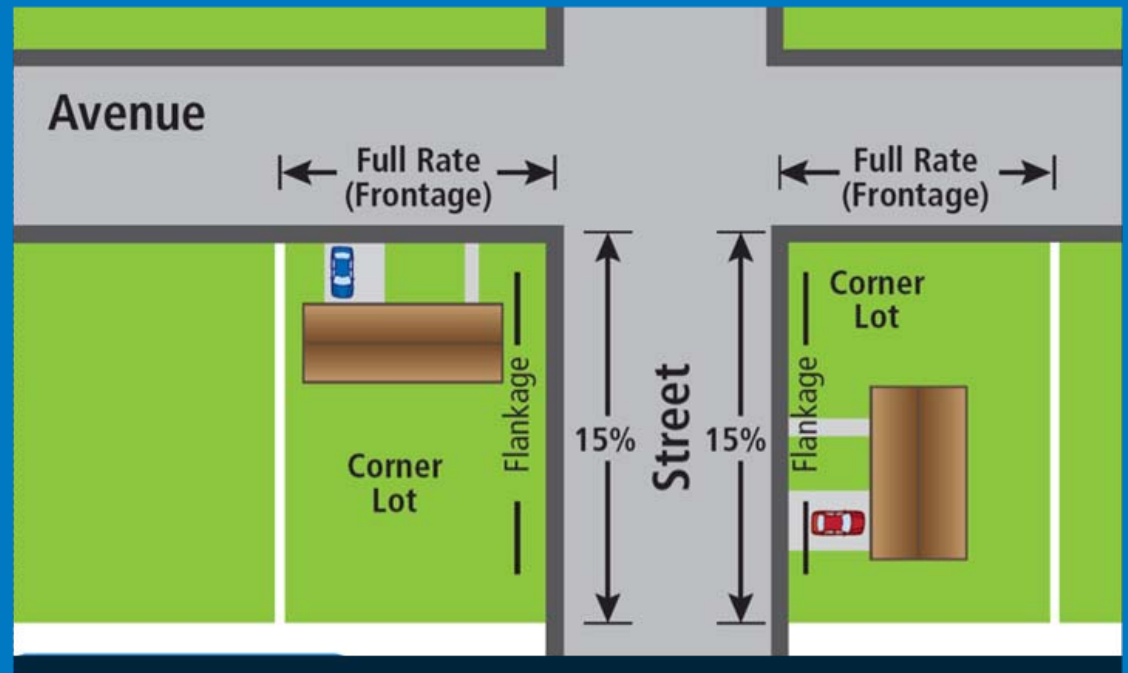 Avenue
Full Rate
(Frontage)
Full Rate
(Frontage)
Corner
Lot
Flankage
15%
Street
15%
Flankage
Corner
Lot